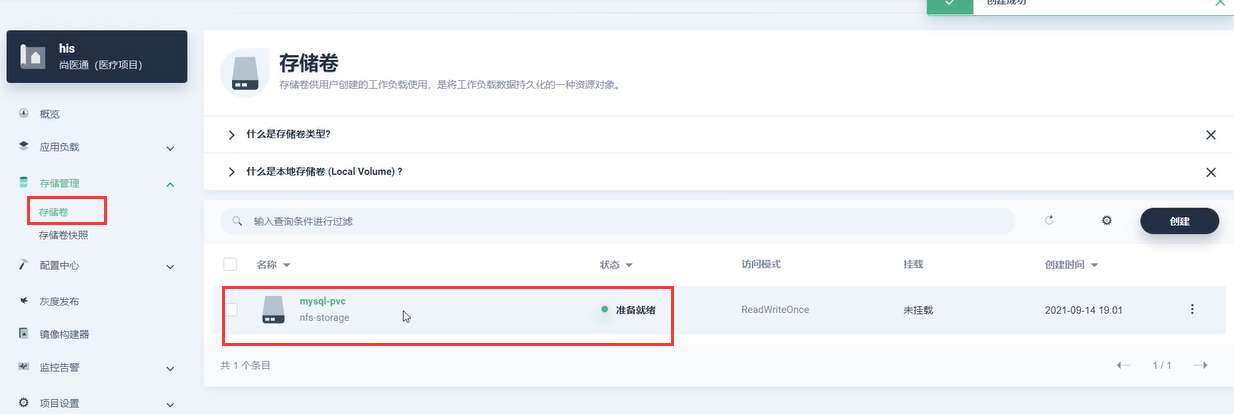 创建成功
his
尚医通（医疗项目）
概览
应用负载
存储管理
存储卷
存储卷快照
配置中心
灰度发布
镜像构建器
监控告警
项目设置
存储卷
存储卷供用户创建的工作负载使用，是将工作负载数据持久化的一种资源对象。
什么是存储卷类型?
什么是本地存储卷 (Local Volume) ?
输入查询条件进行过滤
创建
名称 状态 访问模式 挂载 创建时间
mysql-pvc
nfs-storage
准备就绪 ReadWriteOnce 未挂载 2021-09-14 19:01
共 1 个条目
1 / 1